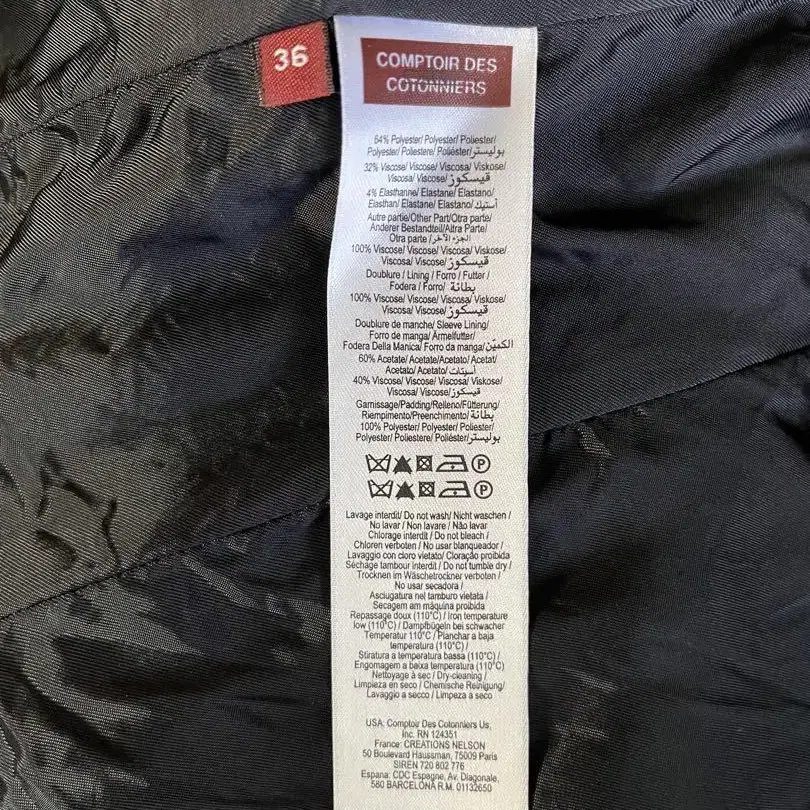 36
COMPTOIR DES
COTONNIERS
64% Polyester/ Polyester/ Poliester/
Polyester/ Poliestere/ Poliéster/بوليستر
32% Viscose/ Viscose/ Viscosa/ Viskose/
Viscosa/ Viscose/ ڤيسكوز
4% Elasthanne/ Elastane/ Elastano/
Elasthan/ Elastane/ Elastano/ أستيك
Autre partie/Other Part/Otra parte/
Anderer Bestandteil/Altra Parte/
Otra parte /الجزء الآخر
100% Viscose/ Viscose/ Viscosa/ Viskose/
Viscosa/ Viscose/ ڤيسكوز
Doublure / Lining / Forro / Futter /
Fodera / Forro/ بطانة
100% Viscose/ Viscose/ Viscosa/ Viskose/
Viscosa/ Viscose/ ڤيسكوز
Doublure de manche/ Sleeve Lining/
Forro de manga/ Ärmelfutter/
Fodera Della Manica/ Forro da manga/الكميّن
60% Acetate/ Acetate/Acetato/ Acetat/
Acetato/ Acetato/أسيتات
40% Viscose/ Viscose/ Viscosa/ Viskose/
Viscosa/ Viscose/ڤيسكوز
Garnissage/Padding/Relleno/Fütterung/
Riempimento/Preenchimento/ بطانة
100% Polyester/ Polyester/ Poliester/
Polyester/ Poliestere/ Poliéster/بوليستر
P
P
Lavage interdit/ Do not wash/ Nicht waschen /
No lavar / Non lavare / Não lavar
Chlorage interdit / Do not bleach /
Chloren verboten / No usar blanqueador /
Lavaggio con cloro vietato/ Cloração proibida
Séchage tambour interdit / Do not tumble dry /
Trocknen im Wäschetrockner verboten /
No usar secadora /
Asciugatura nel tamburo vietata /
Secagem am máquina proibida
Repassage doux (110°C) / Iron temperature
low (110°C) / Dampfbügeln bei schwacher
Temperatur 110°C / Planchar a baja
temperatura (110°C) /
Stiratura a temperatura bassa (110°C) /
Engomagem a baixa temperatura (110°C)
Nettoyage à sec / Dry-cleaning /
Limpieza en seco / Chemische Reinigung/
Lavaggio a secco / Limpeza à seco
USA: Comptoir Des Cotonniers Us,
Inc. RN 124351
France: CREATIONS NELSON
50 Boulevard Haussman, 75009 Paris
SIREN 720 802 776
Espana: CDC Espagne, Av. Diagonale,
580 BARCELONA R.M. 01132650